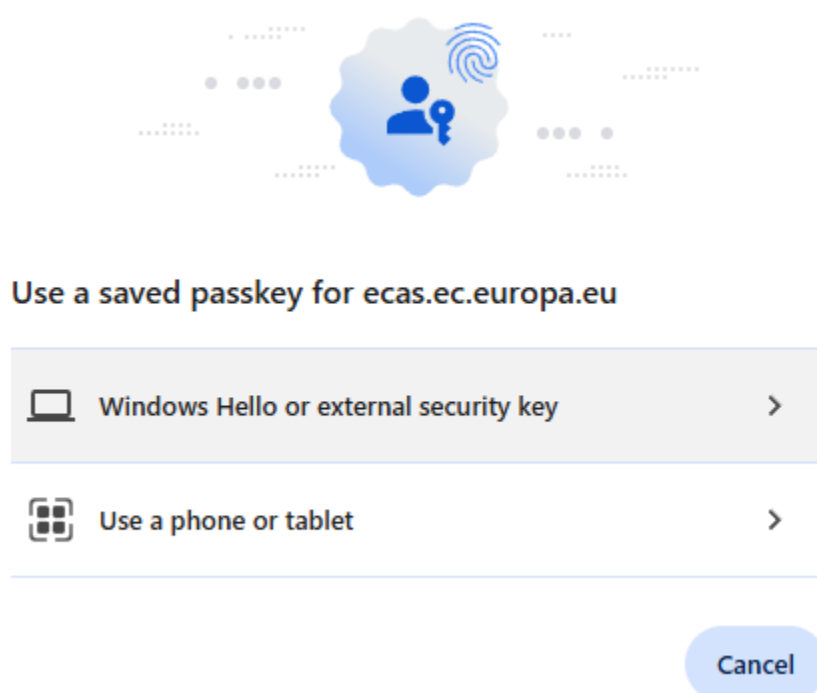 Use a saved passkey for ecas.ec.europa.eu
Windows Hello or external security key
Use a phone or tablet
Cancel